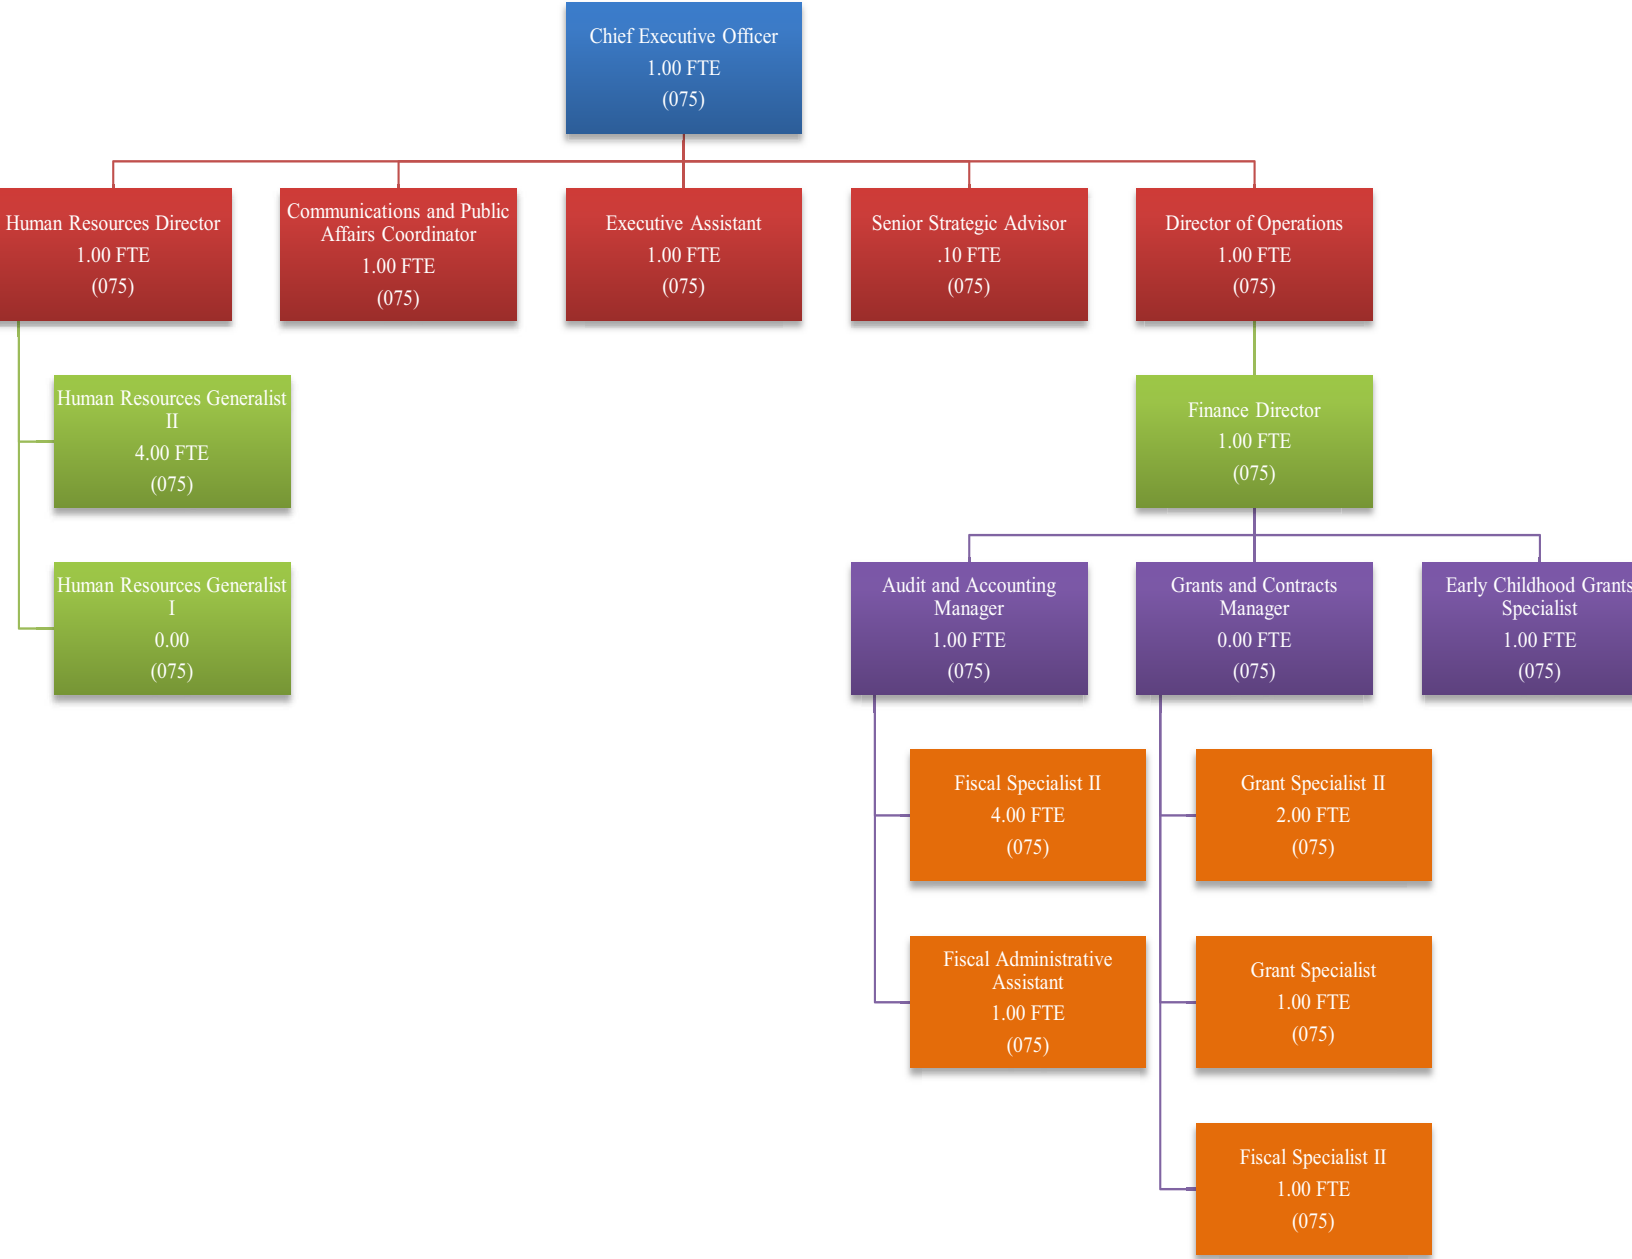 Chief Executive Officer
1.00 FTE
(075)
Human Resources Director
1.00 FTE
(075)
Communications and Public
Affairs Coordinator
1.00 FTE
(075)
Executive Assistant
1.00 FTE
(075)
Senior Strategic Advisor
.10 FTE
(075)
Director of Operations
1.00 FTE
(075)
Human Resources Generalist
II
4.00 FTE
(075)
Finance Director
1.00 FTE
(075)
Human Resources Generalist
I
0.00
(075)
Audit and Accounting
Manager
1.00 FTE
(075)
Grants and Contracts
Manager
0.00 FTE
(075)
Early Childhood Grants
Specialist
1.00 FTE
(075)
Fiscal Specialist II
4.00 FTE
(075)
Grant Specialist II
2.00 FTE
(075)
Fiscal Administrative
Assistant
1.00 FTE
(075)
Grant Specialist
1.00 FTE
(075)
Fiscal Specialist II
1.00 FTE
(075)